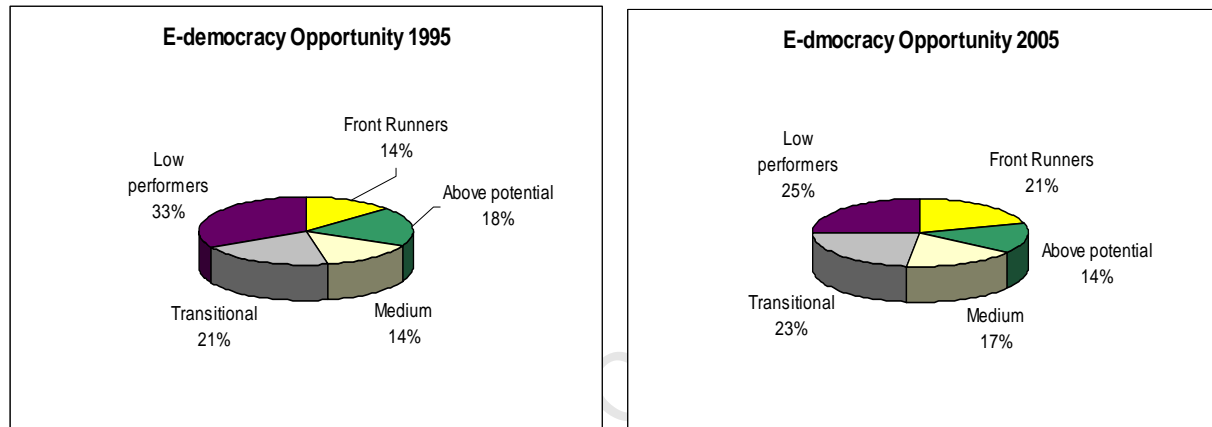 E-democracy Opportunity 1995
Front Runners
14%
Low
performers
33%
Above potential
18%
Transitional
21%
Medium
14%
E-dmocracy Opportunity 2005
Low
performers
25%
Front Runners
21%
Above potential
14%
Transitional
23%
Medium
17%